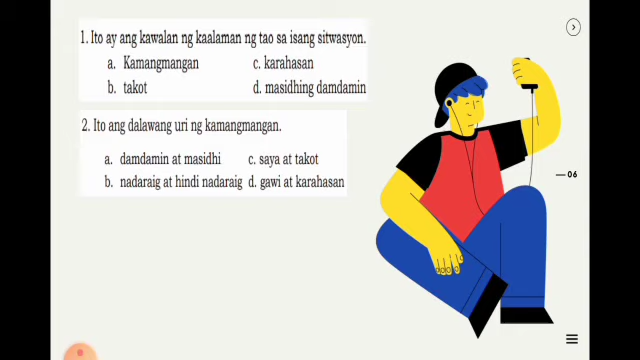 1. Ito ay ang kawalan ng kaalaman ng tao sa isang sitwasyon.
a. Kamangmangan c. karahasan
b. takot d. masidhing damdamin
2. Ito ang dalawang uri ng kamangmangan.
a. damdamin at masidhi c. saya at takot
b. nadaraig at hindi nadaraig d. gawi at karahasan
— 06